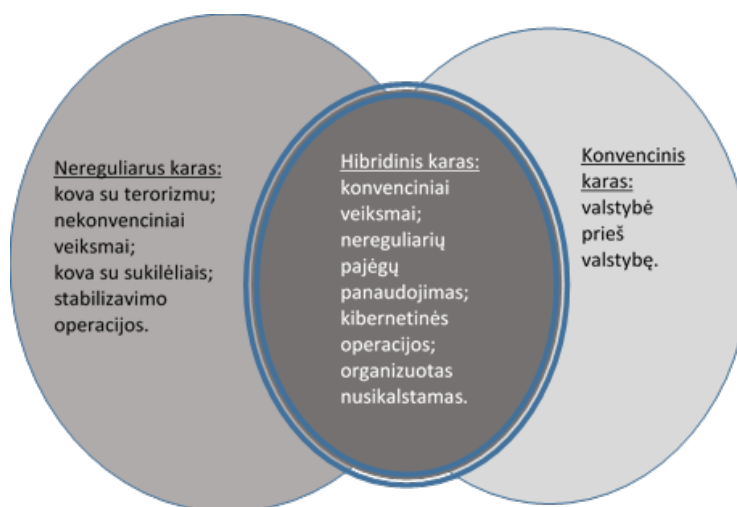 Nereguliarus karas:
kova su terorizmu;
nekonvenciniai
veiksmai;
kova su sukilėliais;
stabilizavimo
operacijos.
Hibridinis karas:
konvenciniai
veiksmai;
nereguliarių
pajėgų
panaudojimas;
kibernetinės
operacijos;
organizuotas
nusikalstamas.
Konvencinis
karas:
valstybė
prieš
valstybę.